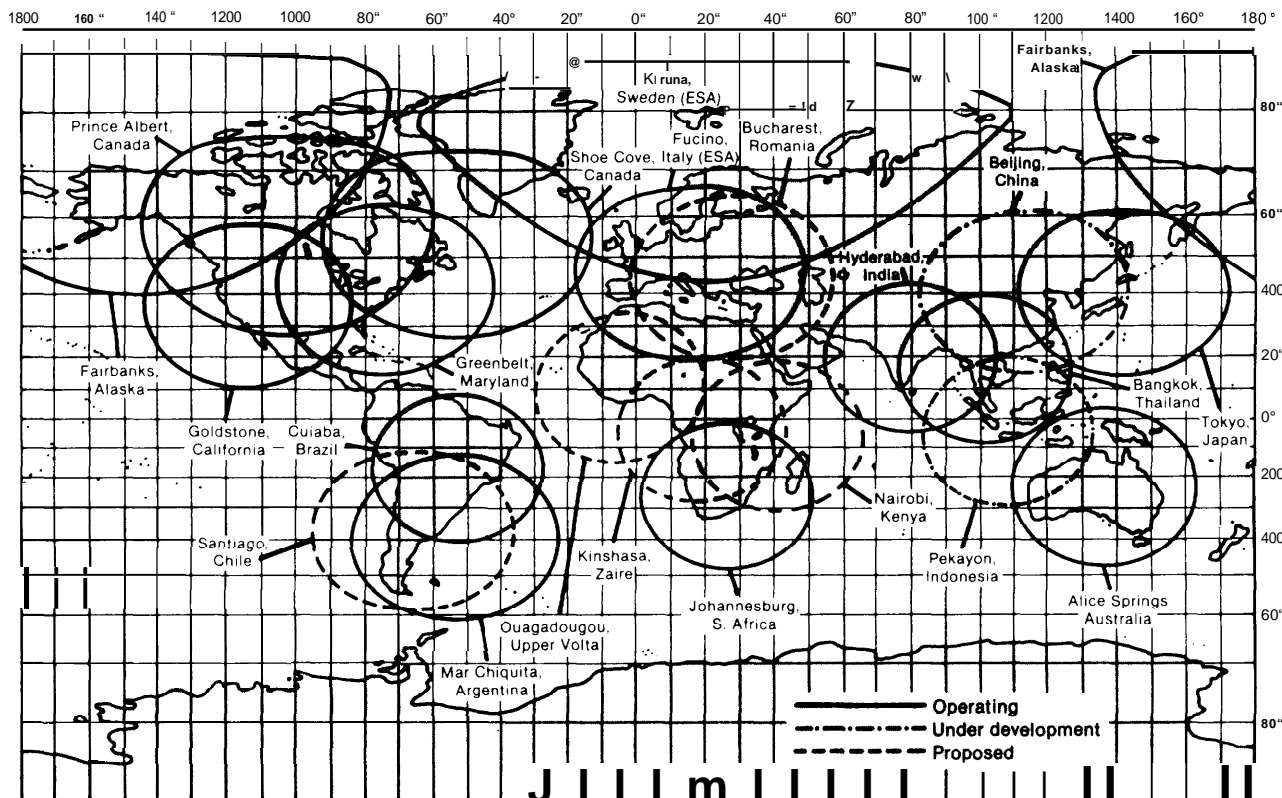 1800 160 " 140 " 120 " 1000 80" 60" 40" 20" 0" 20" 40" 60" 80" 100 " 1200 1400 160" 180°
Fairbanks,
Alaska
@
w \
Kiruna,
Sweden (ESA)
=1d Z
80"
Prince Albert,
Canada
Fucino,
Italy (ESA)
Bucharest,
Romania
Shoe Cove,
Canada
Beijing,
China
60"
Hyderabad,
India
400
20"
Fairbanks,
Alaska
Greenbelt,
Maryland
Bangkok,
Thailand
0"
Goldstone,
California
Cuiaba,
Brazil
Tokyo,
Japan
200
Nairobi,
Kenya
Santiago,
Chile
Kinshasa,
Zaire
Pekayon,
Indonesia
400
Johannesburg,
S. Africa
Alice Springs
Australia
60"
Ouagadougou,
Upper Volta
Mar Chiquita,
Argentina
80"
Operating
Under development
Proposed
J m